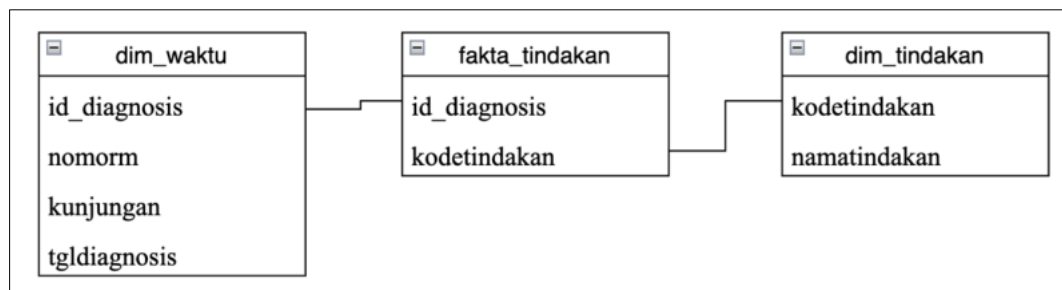 dim_waktu
id_diagnosis
nomorm
kunjungan
tgldiagnosis
fakta_tindakan
id_diagnosis
kodetindakan
dim_tindakan
kodetindakan
namatindakan